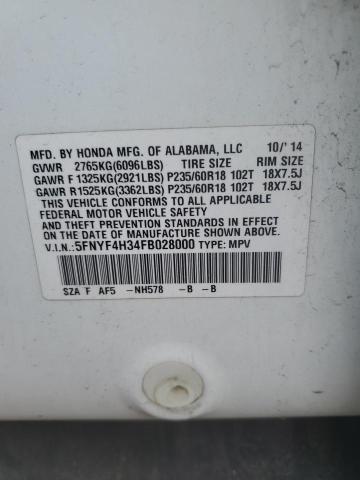 MFD. BY HONDA MFG. OF ALABAMA, LLC 10/'14
GVWR 2765KG(6096LBS) TIRE SIZE RIM SIZE
GAWR F 1325KG(2921LBS) P235/60R18 102T 18X7.5J
GAWR R1525KG(3362LBS) P235/60R18 102T 18X7.5J
THIS VEHICLE CONFORMS TO ALL APPLICABLE
FEDERAL MOTOR VEHICLE SAFETY
AND THEFT PREVENTION STANDARDS IN EFFECT ON
THE DATE OF MANUFACTURE SHOWN ABOVE.
V.I.N.: 5FNYF4H34FB028000 TYPE: MPV
SZA F AF5 -NH578 -B -B